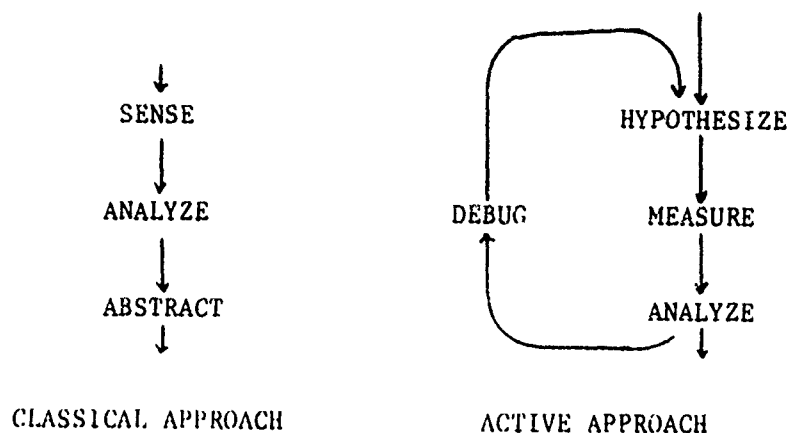 SENSE
ANALYZE
ABSTRACT
CLASSICAL APPROACH
HYPOTHESIZE
DEBUG MEASURE
ANALYZE
ACTIVE APPROACH